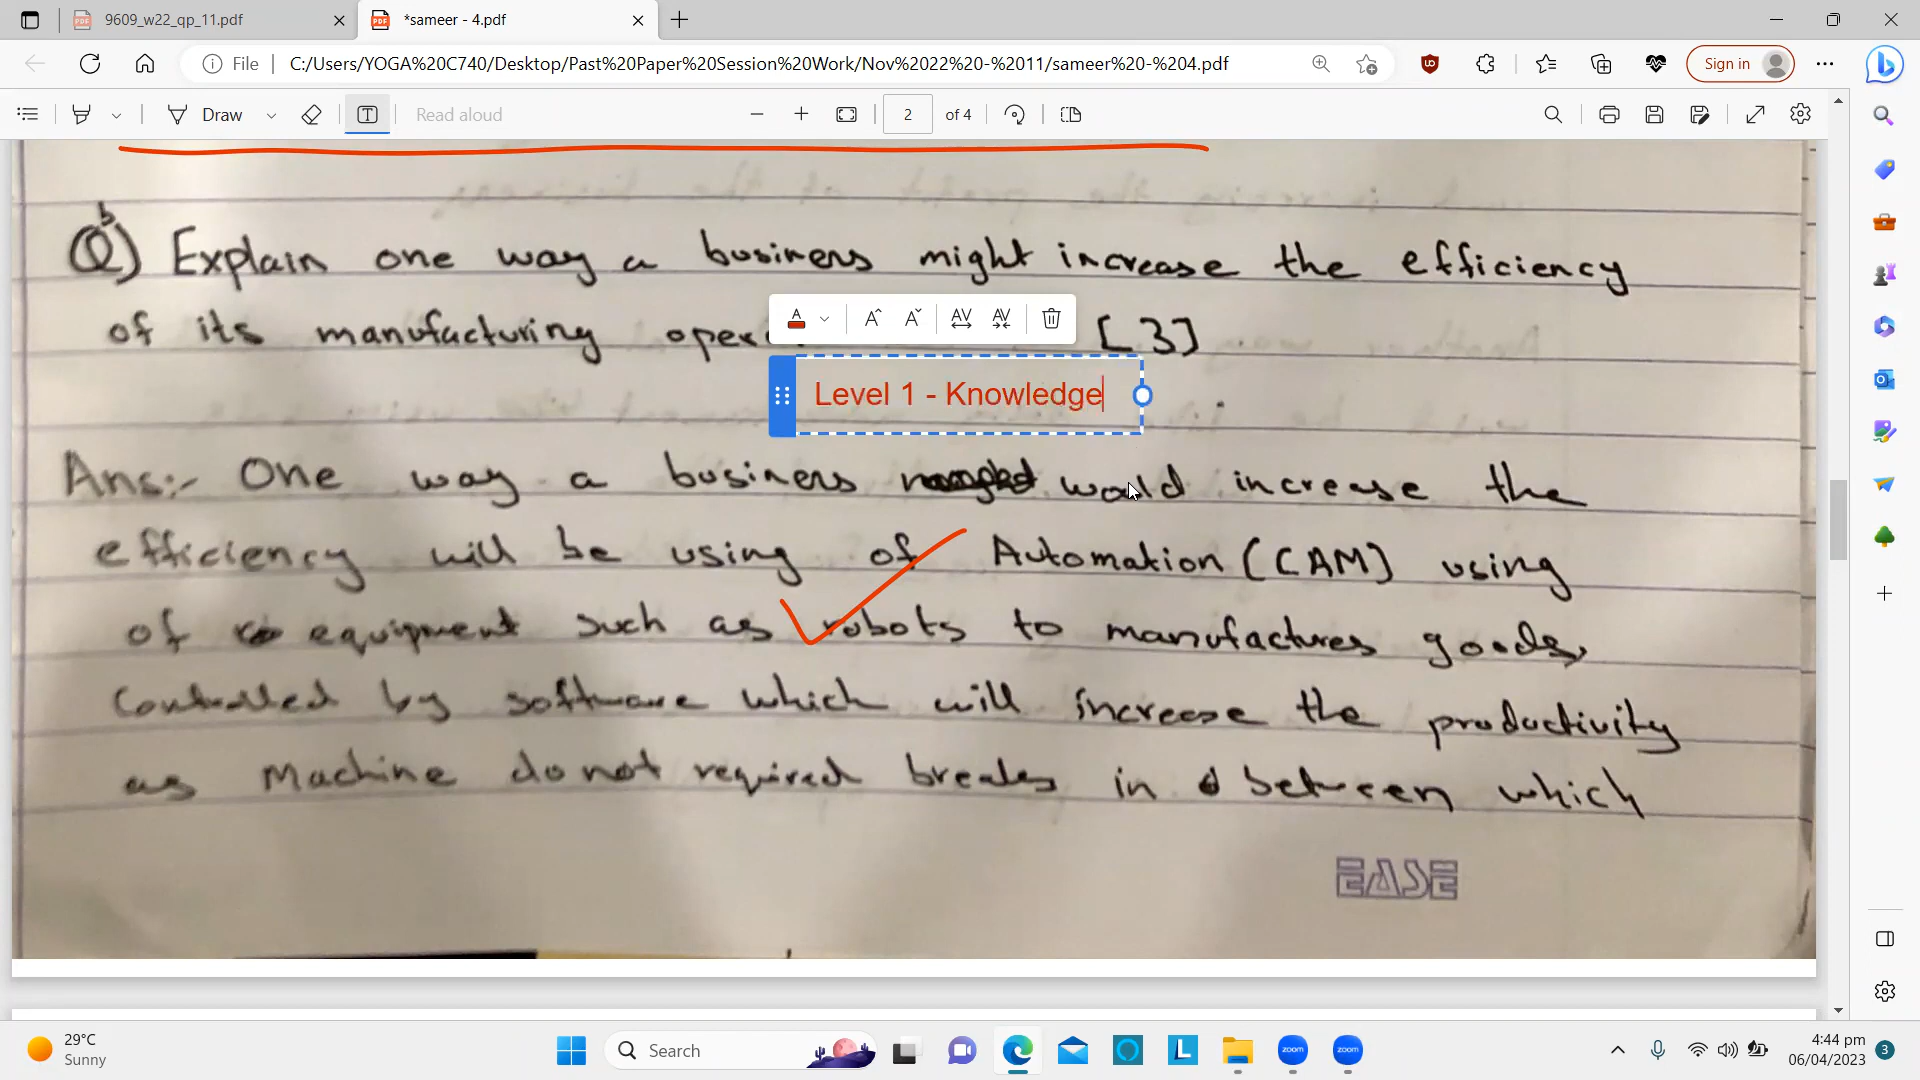 9609_w22_qp_11.pdf
*sameer - 4.pdf
File
C:/Users/YOGA%20C740/Desktop/Past%20Paper%20Session%20Work/Nov%2022%20-%2011/sameer%20-%204.pdf
Sign in
Draw
Read aloud
2
of 4
b
Q) Explain one way a business might increase the efficiency
of its manufacturing oper [3]
Level 1 - Knowledge
Ans:- One way a business would increase the
efficiency will be using of Automation (CAM) using
of equipment such as robots to manufactures goods,
controlled by software which will increase the productivity
as Machine do not required breaks in between which
EASE
29°C
Sunny
Search
zoom
zoom
4:44 pm
06/04/2023
3